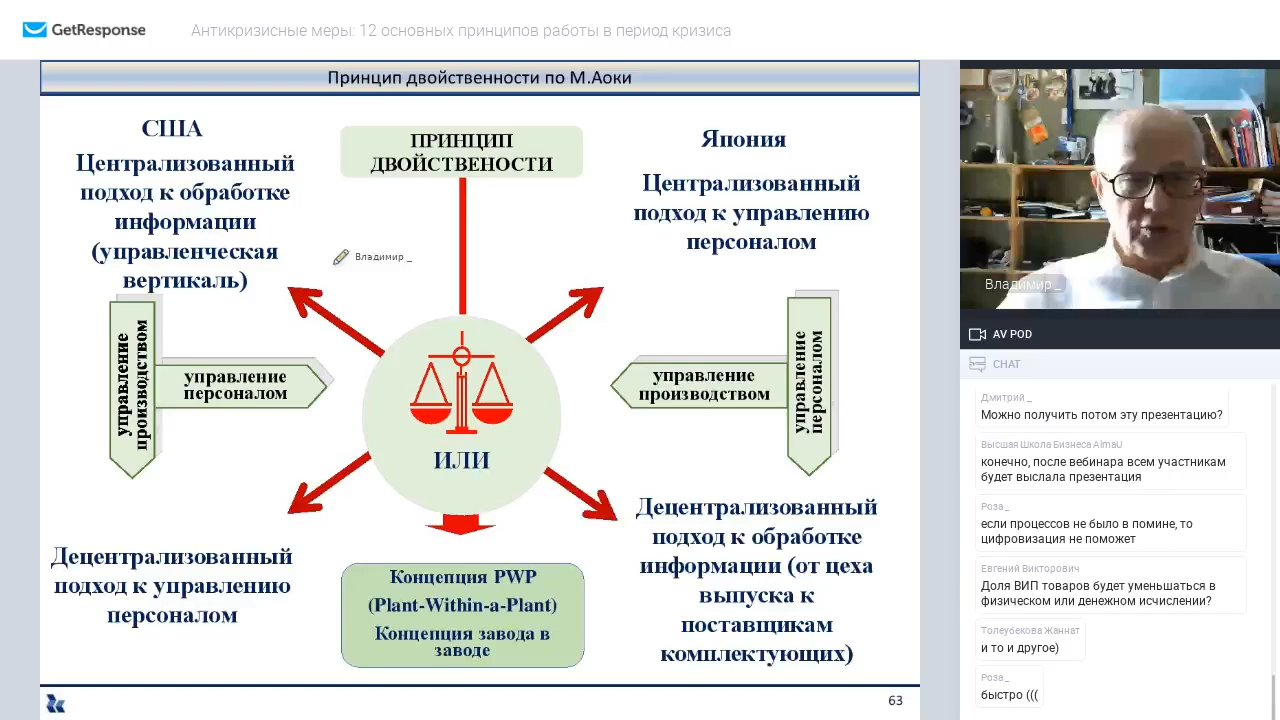 GetResponse
Антикризисные меры: 12 основных принципов работы в период кризиса
Принцип двойственности по М.Аоки
США
Централизованный
подход к обработке
информации
(управленческая
вертикаль)
ПРИНЦИП
ДВОЙСТВЕНОСТИ
Япония
Централизованный
подход к управлению
персоналом
Владимир _
управление
производством
управление
персоналом
ИЛИ
управление
производством
управление
персоналом
Децентрализованный
подход к управлению
персоналом
Концепция PWP
(Plant-Within-a-Plant)
Концепция завода в
заводе
Децентрализованный
подход к обработке
информации (от цеха
выпуска к
поставщикам
комплектующих)
63
Владимир _
AV POD
CHAT
Дмитрий _
Можно получить потом эту презентацию?
Высшая Школа Бизнеса AlmaU
конечно, после вебинара всем участникам
будет выслала презентация
Роза _
если процессов не было в помине, то
цифровизация не поможет
Евгений Викторович
Доля ВИП товаров будет уменьшаться в
физическом или денежном исчислении?
Толеубекова Жаннат
и то и другое)
Роза _
быстро (((